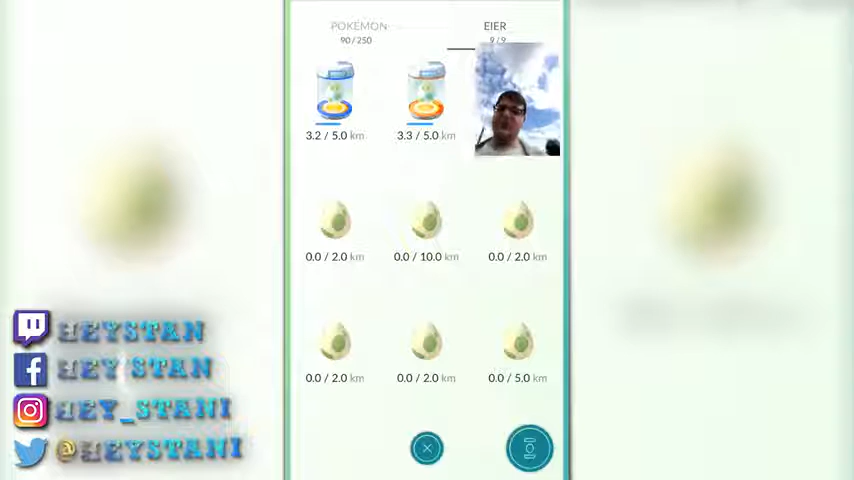 POKÉMON
90/250
EIER
9/9
3.2 / 5.0 km
3.3 / 5.0 km
0.0 / 2.0 km
0.0 / 10.0 km
0.0 / 2.0 km
0.0 / 2.0 km
0.0 / 2.0 km
0.0 / 5.0 km
HEYSTAN
HEY'STAN
HEY_STANI
@HEYSTANI